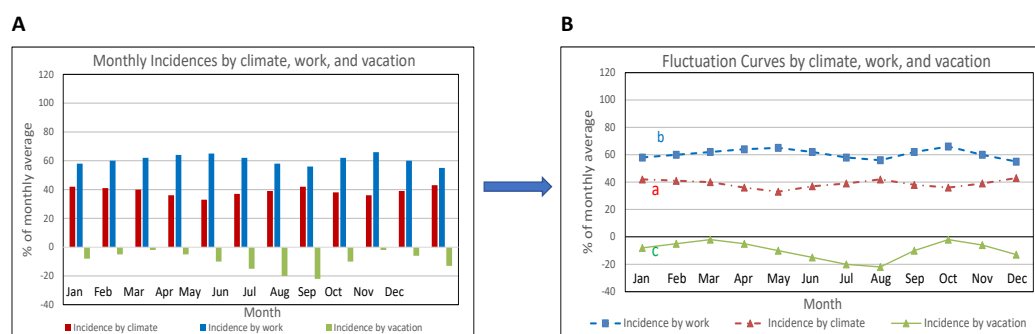 A
Monthly Incidences by climate, work, and vacation
120
100
80
60
40
20
0
-20
-40
% of monthly average
Jan Feb Mar Apr May Jun Jul Aug Sep Oct Nov Dec
Month
Incidence by climate Incidence by work Incidence by vacation
B
Fluctuation Curves by climate, work, and vacation
120
100
80
60
40
20
0
-20
-40
% of monthly average
b
a
c
Jan Feb Mar Apr May Jun Jul Aug Sep Oct Nov Dec
Month
Incidence by work Incidence by climate Incidence by vacation